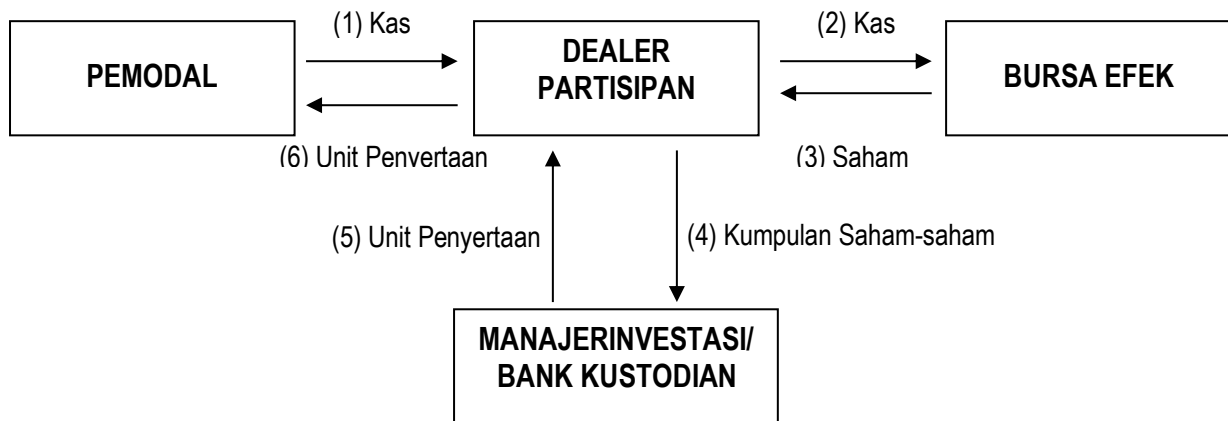 (1) Kas
(2) Kas
PEMODAL
DEALER
PARTISIPAN
BURSA EFEK
(6) Unit Penyertaan
(3) Saham
(5) Unit Penyertaan
(4) Kumpulan Saham-saham
MANAJERINVESTASI/
BANK KUSTODIAN